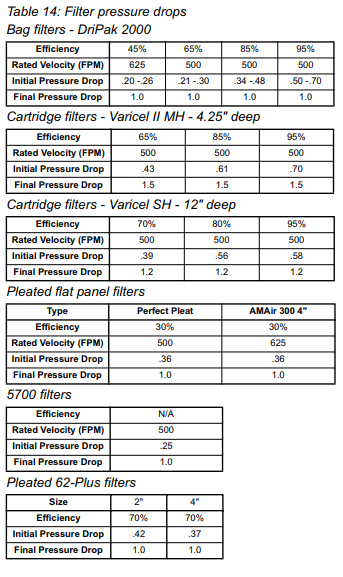 Table 14: Filter pressure drops
Bag filters - DriPak 2000
Efficiency 45% 65% 85% 95%
Rated Velocity (FPM) 625 500 500 500
Initial Pressure Drop .20 -.26 .21 -.30 .34 -.48 .50 -.70
Final Pressure Drop 1.0 1.0 1.0 1.0
Cartridge filters - Varicel II MH - 4.25" deep
Efficiency 65% 85% 95%
Rated Velocity (FPM) 500 500 500
Initial Pressure Drop .43 .61 .70
Final Pressure Drop 1.5 1.5 1.5
Cartridge filters - Varicel SH - 12" deep
Efficiency 70% 80% 95%
Rated Velocity (FPM) 500 500 500
Initial Pressure Drop .39 .56 .58
Final Pressure Drop 1.2 1.2 1.2
Pleated flat panel filters
Type Perfect Pleat AMAir 300 4"
Efficiency 30% 30%
Rated Velocity (FPM) 500 625
Initial Pressure Drop .36 .36
Final Pressure Drop 1.0 1.0
5700 filters
Efficiency N/A
Rated Velocity (FPM) 500
Initial Pressure Drop .25
Final Pressure Drop 1.0
Pleated 62-Plus filters
Size 2" 4"
Efficiency 70% 70%
Initial Pressure Drop .42 .37
Final Pressure Drop 1.0 1.0